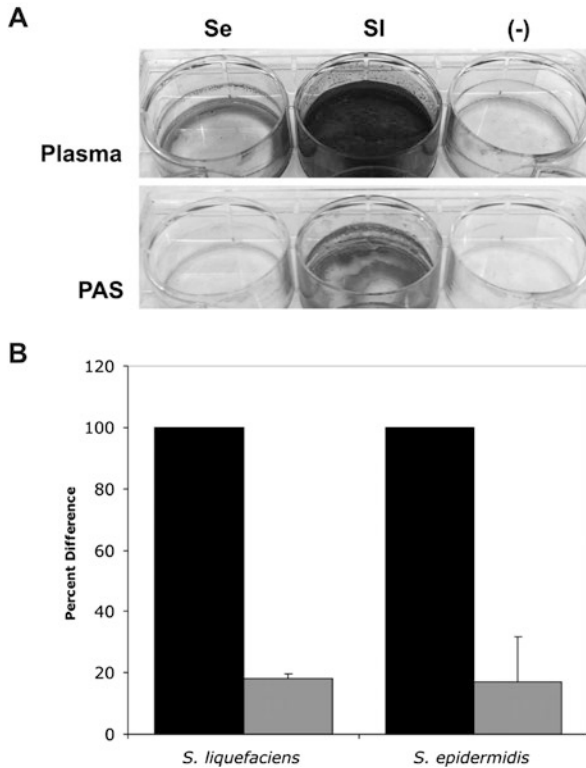 A
Se Sl (-)
Plasma
PAS
B
120
100
80
60
40
20
0
Percent Difference
S. liquefaciens S. epidermidis